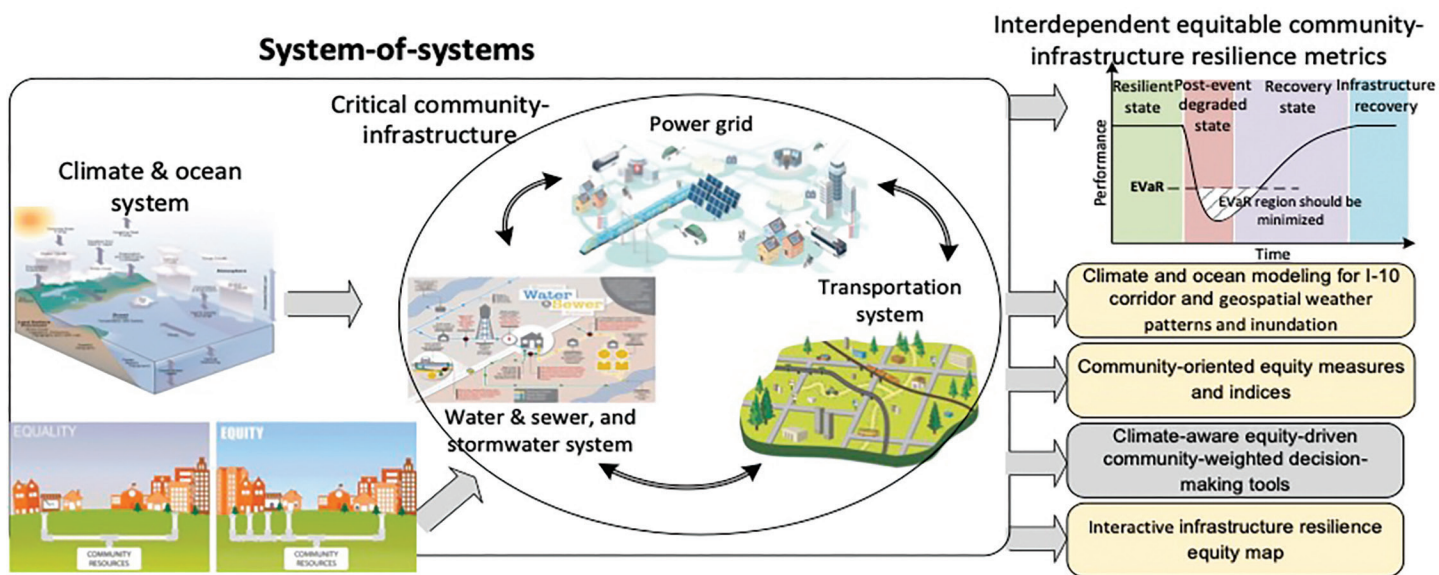 System-of-systems
Interdependent equitable community-
infrastructure resilience metrics
Critical community-
infrastructure
Power grid
Climate & ocean
system
Transportation
system
Water & Sewer
Water & sewer, and
stormwater system
EQUALITY
COMMUNITY
RESOURCES
EQUITY
COMMUNITY
RESOURCES
Resilient
state
Post-event
degraded
state
Recovery
state
Infrastructure
recovery
Performance
EVaR
EVaR region should be
minimized
Time
Climate and ocean modeling for I-10
corridor and geospatial weather
patterns and inundation
Community-oriented equity measures
and indices
Climate-aware equity-driven
community-weighted decision-
making tools
Interactive infrastructure resilience
equity map